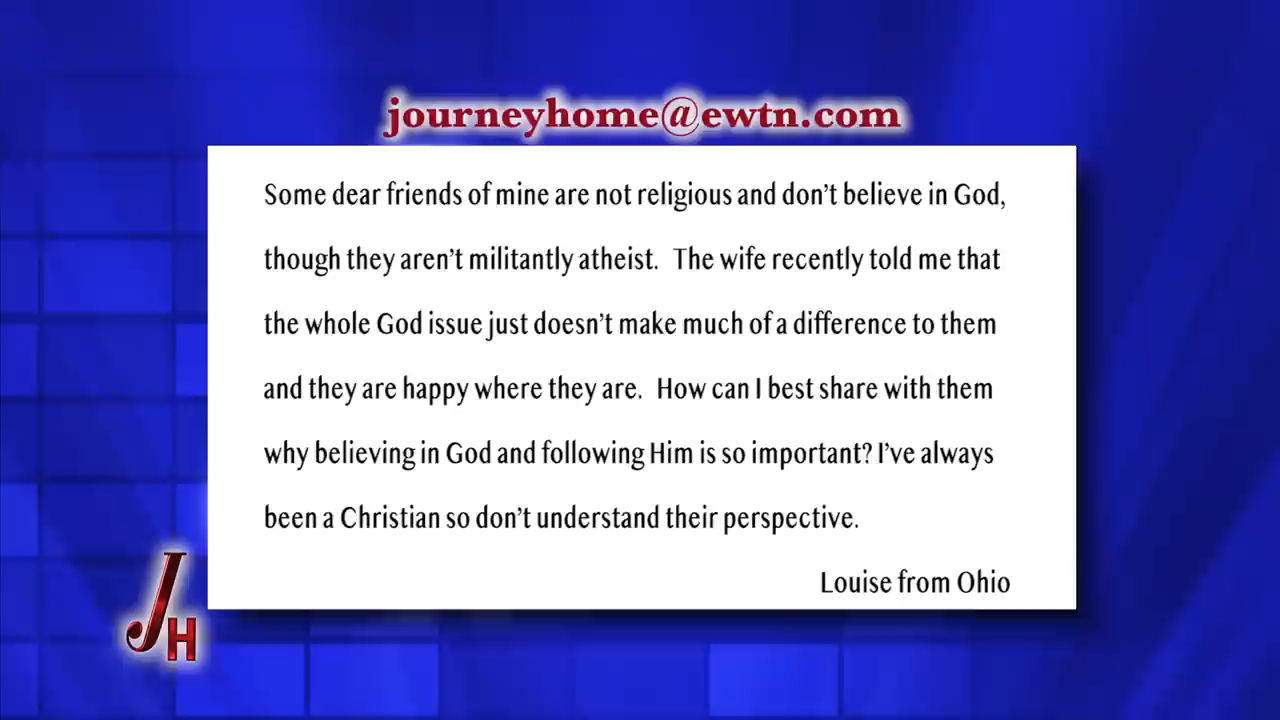 journeyhome@ewtn.com
Some dear friends of mine are not religious and don't believe in God,
though they aren't militantly atheist.  The wife recently told me that
the whole God issue just doesn't make much of a difference to them
and they are happy where they are.  How can I best share with them
why believing in God and following Him is so important? I've always
been a Christian so don't understand their perspective.
Louise from Ohio
JH